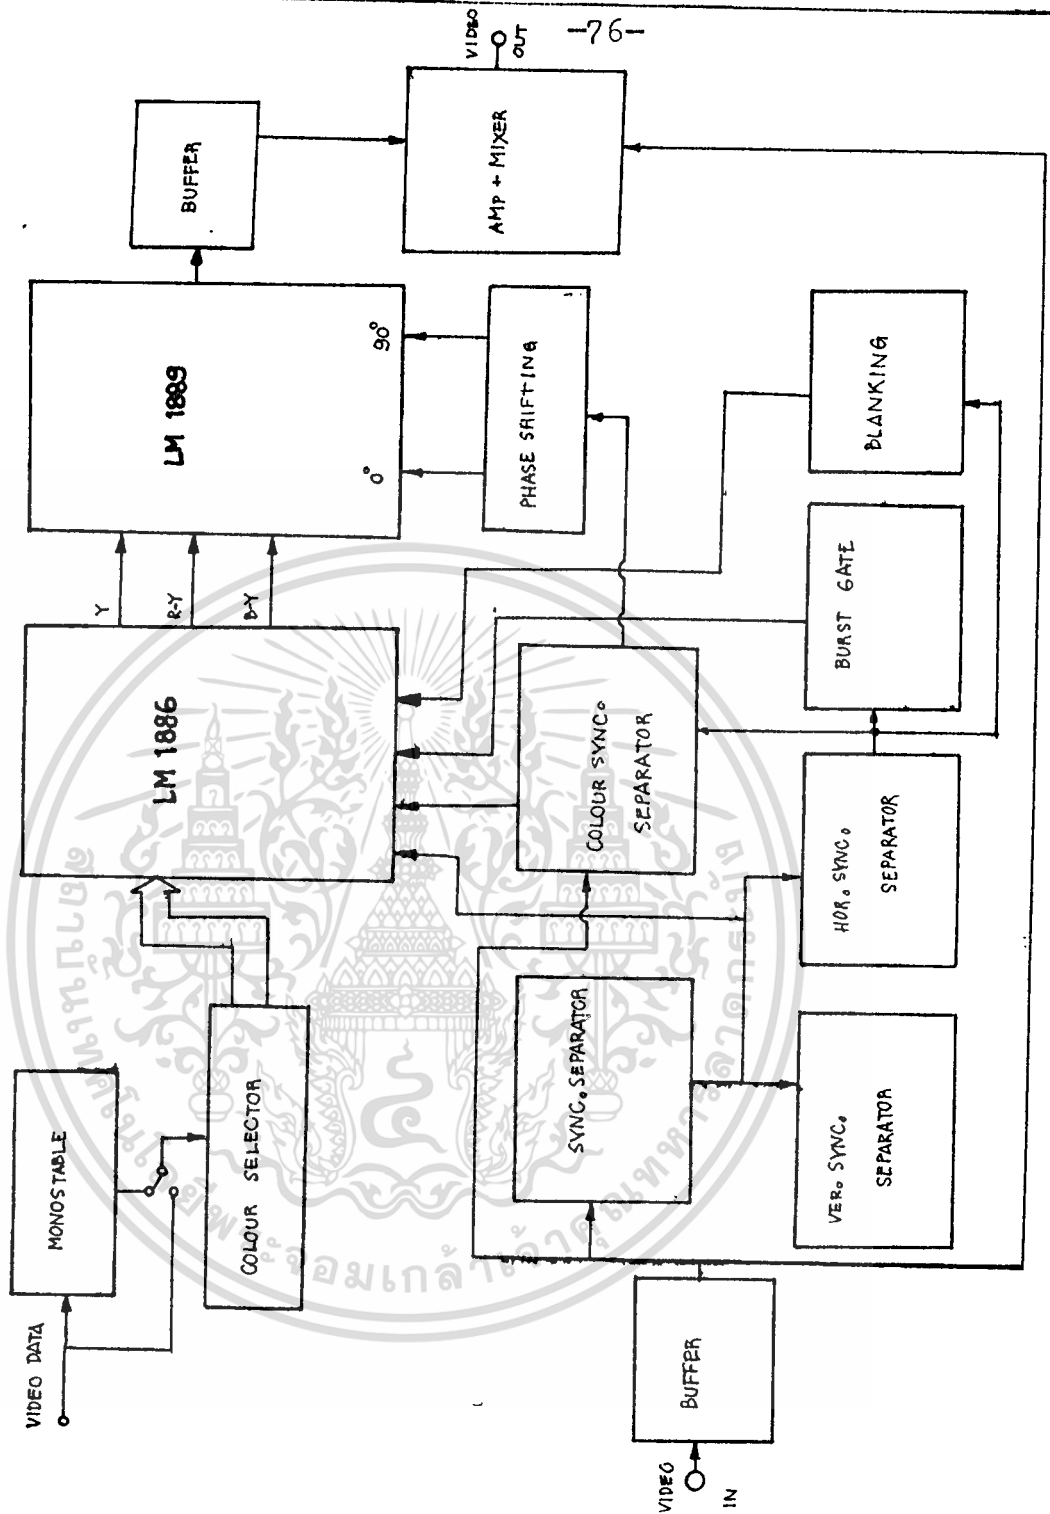 -76-
VIDEO DATA
MONOSTABLE
COLOUR SELECTOR
LM 1886
Y
R-Y
B-Y
LM 1889
0°
90°
BUFFER
AMP + MIXER
VIDEO
OUT
PHASE SHIFTING
COLOUR SYNC.
SEPARATOR
SYNC. SEPARATOR
VER. SYNC.
SEPARATOR
HOR. SYNC.
SEPARATOR
BURST GATE
BLANKING
BUFFER
VIDEO
IN